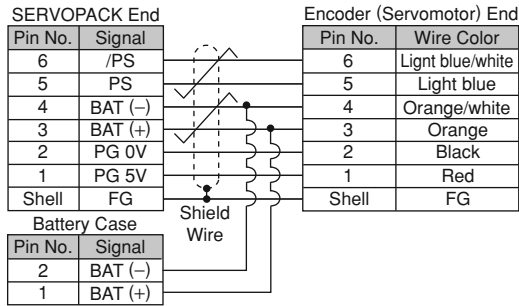 SERVOPACK End Encoder (Servomotor) End
Pin No. Signal Pin No. Wire Color
6 /PS 6 Lignt blue/white
5 PS 5 Light blue
4 BAT (−) 4 Orange/white
3 BAT (+) 3 Orange
2 PG 0V 2 Black
1 PG 5V 1 Red
Shell FG Shell FG
Shield
Wire
Battery Case
Pin No. Signal
2 BAT (−)
1 BAT (+)